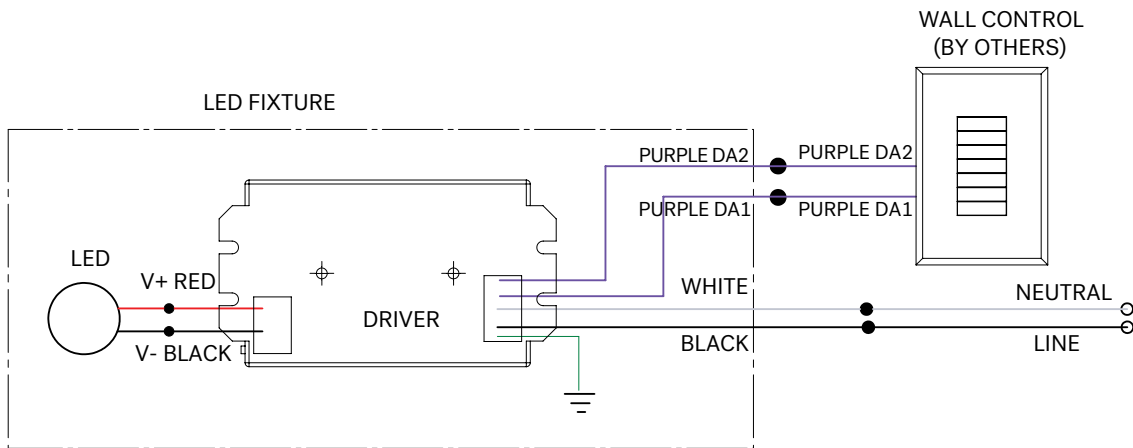 WALL CONTROL
(BY OTHERS)
LED FIXTURE
PURPLE DA2
PURPLE DA2
PURPLE DA1
PURPLE DA1
LED
V+ RED
WHITE
NEUTRAL
DRIVER
V- BLACK
BLACK
LINE